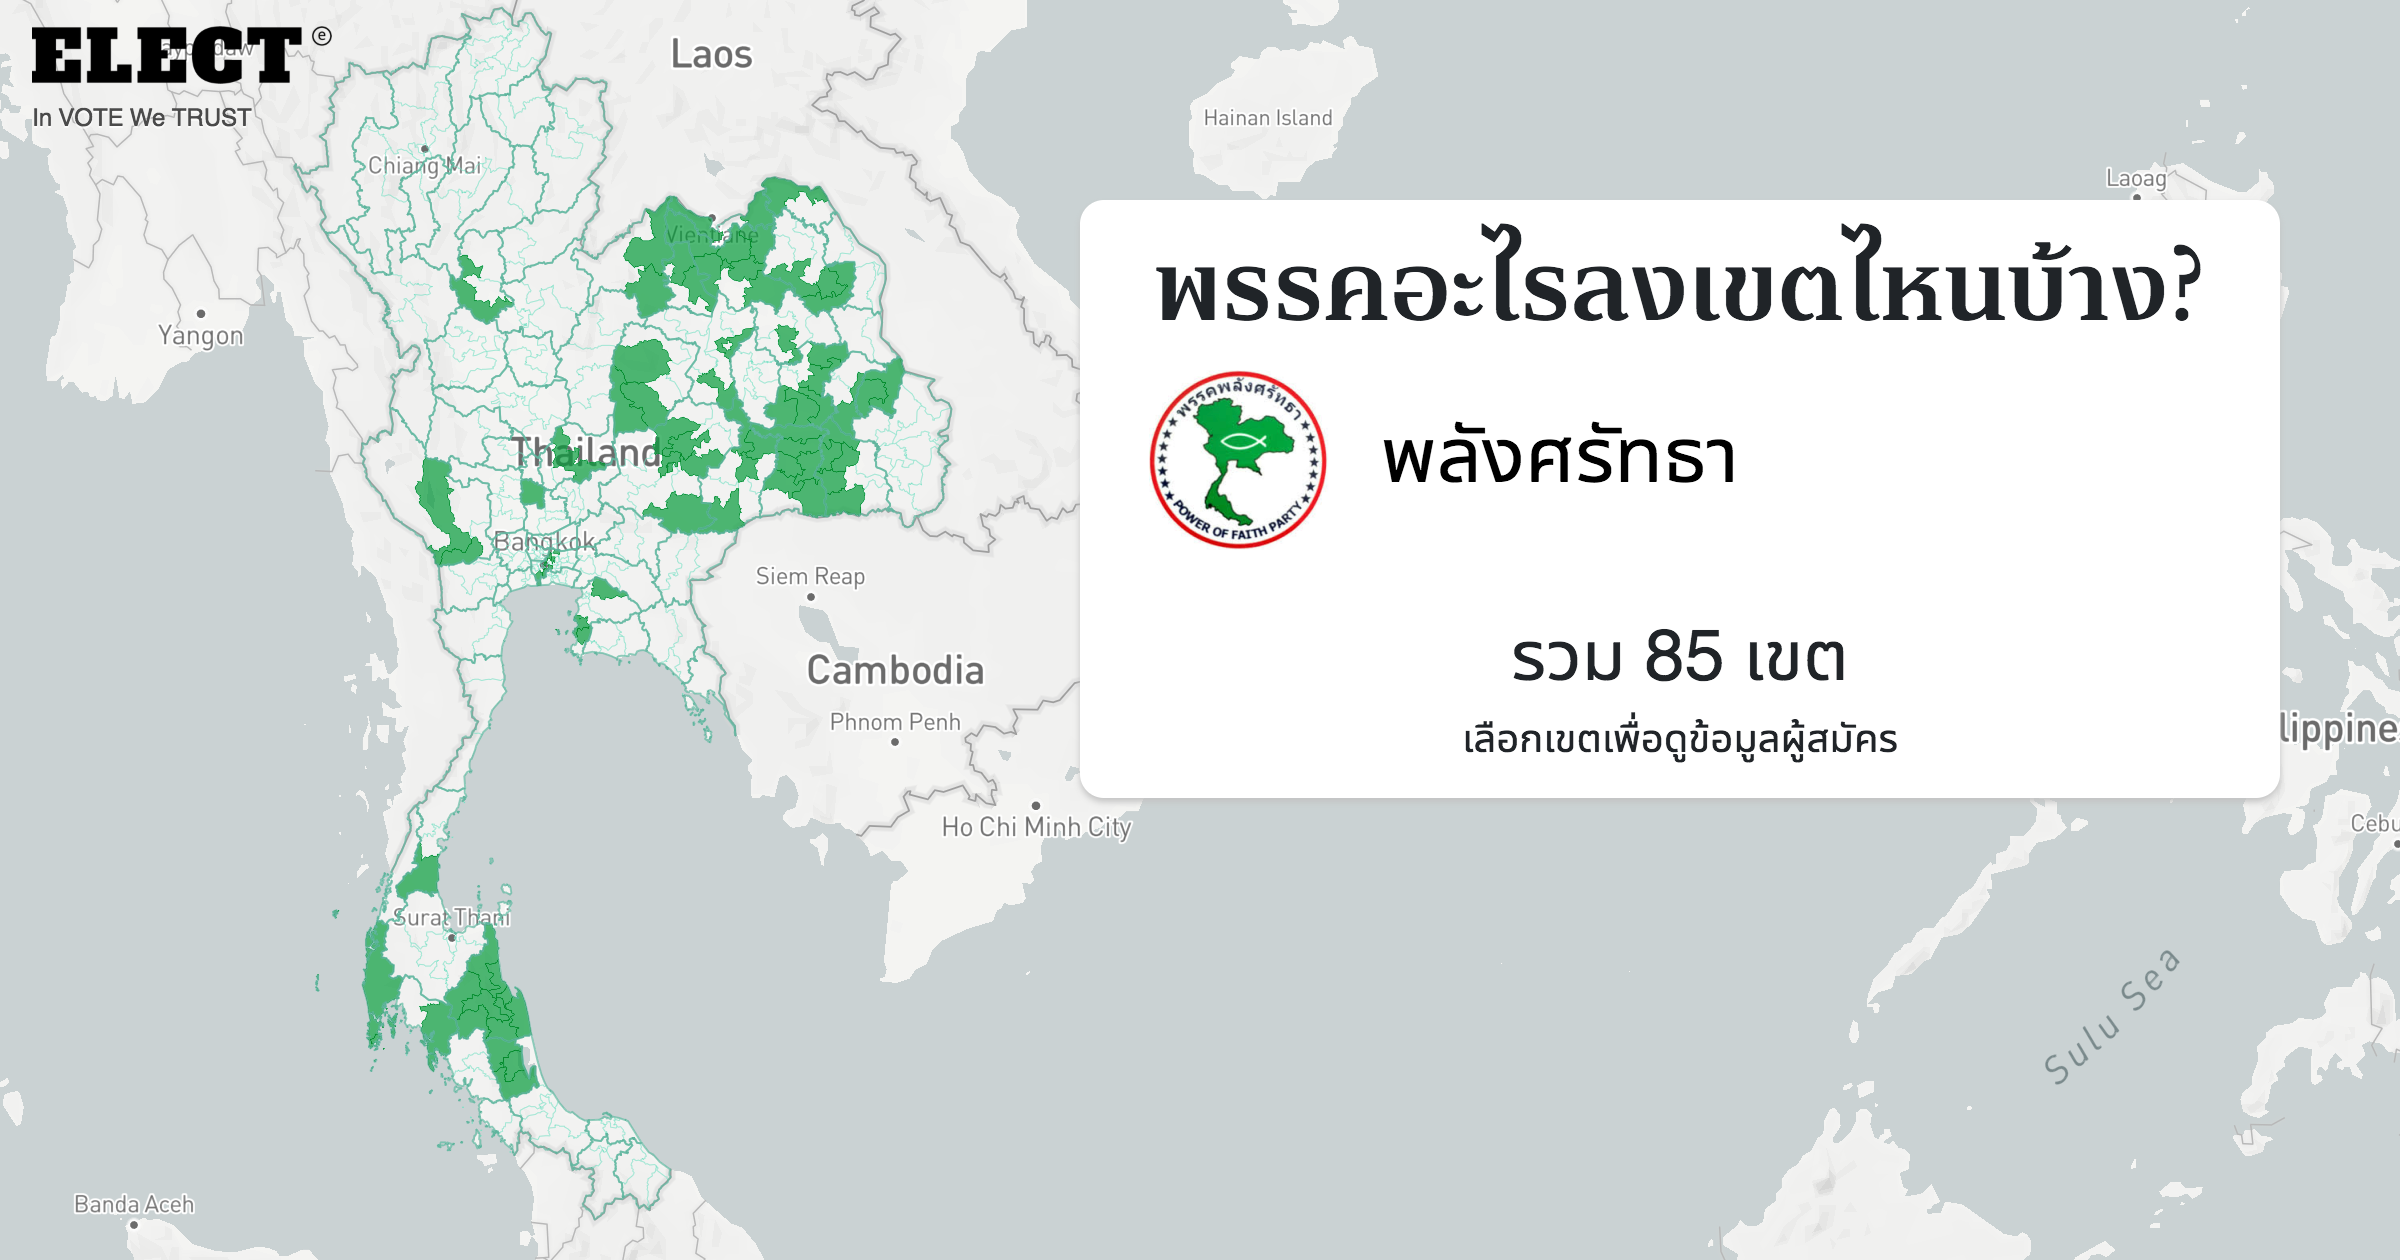 ELECT ⓔ
In VOTE We TRUST
Laos
Hainan Island
Chiang Mai
Laoag
Vientiane
Yangon
พรรคอะไรลงเขตไหนบ้าง?
พรรคพลังศรัทธา
POWER OF FAITH PARTY
พลังศรัทธา
Thailand
Bangkok
Siem Reap
Cambodia
รวม 85 เขต
Phnom Penh
เลือกเขตเพื่อดูข้อมูลผู้สมัคร
lippine
Ho Chi Minh City
Cebu
Surat Thani
Sulu Sea
Banda Aceh